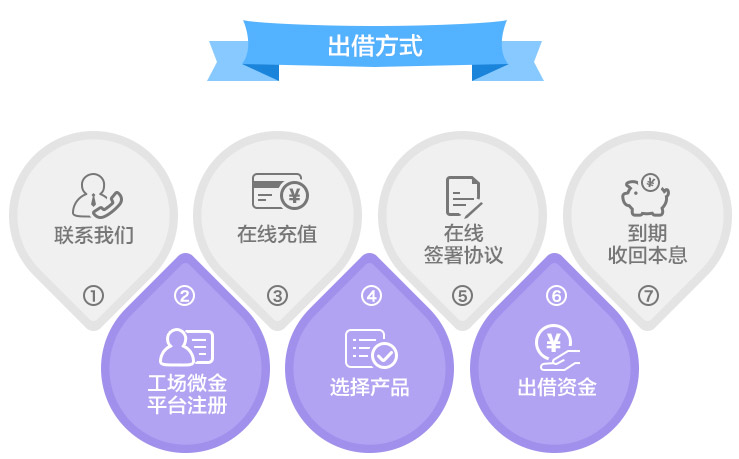 出借方式
联系我们
①
工场微金
平台注册
②
在线充值
③
选择产品
④
在线
签署协议
⑤
出借资金
⑥
到期
收回本息
⑦